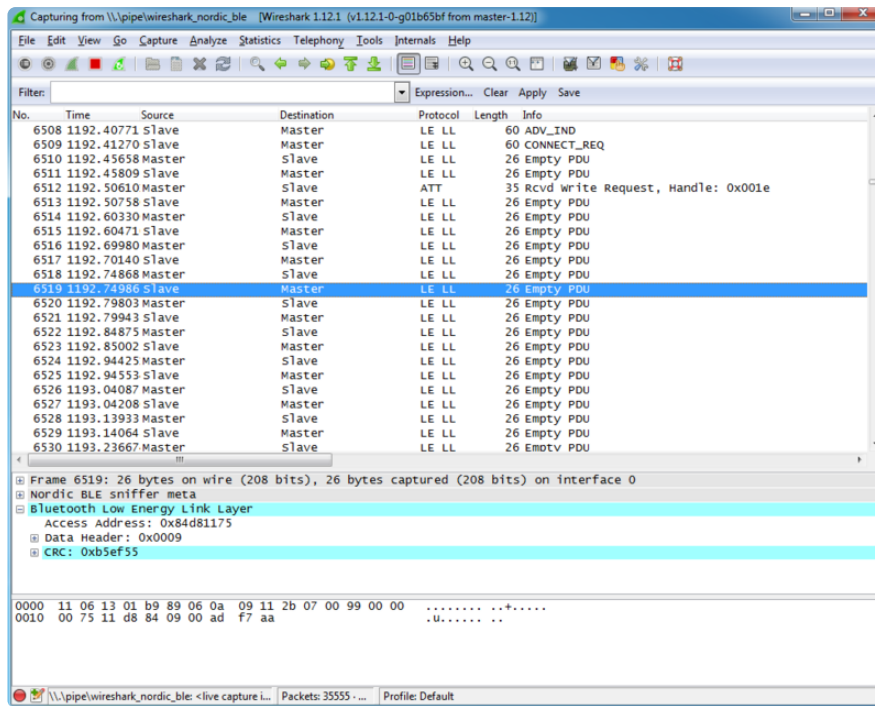 Capturing from \\.\pipe\wireshark_nordic_ble [Wireshark 1.12.1 (v1.12.1-0-g01b65bf from master-1.12)]
File Edit View Go Capture Analyze Statistics Telephony Tools Internals Help
Filter: Expression... Clear Apply Save
No. Time Source Destination Protocol Length Info
6508 1192.40771 Slave Master LE LL 60 ADV_IND
6509 1192.41270 Slave Master LE LL 60 CONNECT_REQ
6510 1192.45658 Master Slave LE LL 26 Empty PDU
6511 1192.45809 Slave Master LE LL 26 Empty PDU
6512 1192.50610 Master Slave ATT 35 Rcvd Write Request, Handle: 0x001e
6513 1192.50758 Slave Master LE LL 26 Empty PDU
6514 1192.60330 Master Slave LE LL 26 Empty PDU
6515 1192.60471 Slave Master LE LL 26 Empty PDU
6516 1192.69980 Master Slave LE LL 26 Empty PDU
6517 1192.70140 Slave Master LE LL 26 Empty PDU
6518 1192.74868 Master Slave LE LL 26 Empty PDU
6519 1192.74986 Slave Master LE LL 26 Empty PDU
6520 1192.79803 Master Slave LE LL 26 Empty PDU
6521 1192.79943 Slave Master LE LL 26 Empty PDU
6522 1192.84875 Master Slave LE LL 26 Empty PDU
6523 1192.85002 Slave Master LE LL 26 Empty PDU
6524 1192.94425 Master Slave LE LL 26 Empty PDU
6525 1192.94553 Slave Master LE LL 26 Empty PDU
6526 1193.04087 Master Slave LE LL 26 Empty PDU
6527 1193.04208 Slave Master LE LL 26 Empty PDU
6528 1193.13933 Master Slave LE LL 26 Empty PDU
6529 1193.14064 Slave Master LE LL 26 Empty PDU
6530 1193.23667 Master Slave LE LL 26 Empty PDU
Frame 6519: 26 bytes on wire (208 bits), 26 bytes captured (208 bits) on interface 0
Nordic BLE sniffer meta
Bluetooth Low Energy Link Layer
Access Address: 0x84d81175
Data Header: 0x0009
CRC: 0xb5ef55
0000 11 06 13 01 b9 89 06 0a 09 11 2b 07 00 99 00 00 ........ ..+.....
0010 00 75 11 d8 84 09 00 ad f7 aa .u...... ..
\\.\pipe\wireshark_nordic_ble: <live capture i... Packets: 35555 · ... Profile: Default